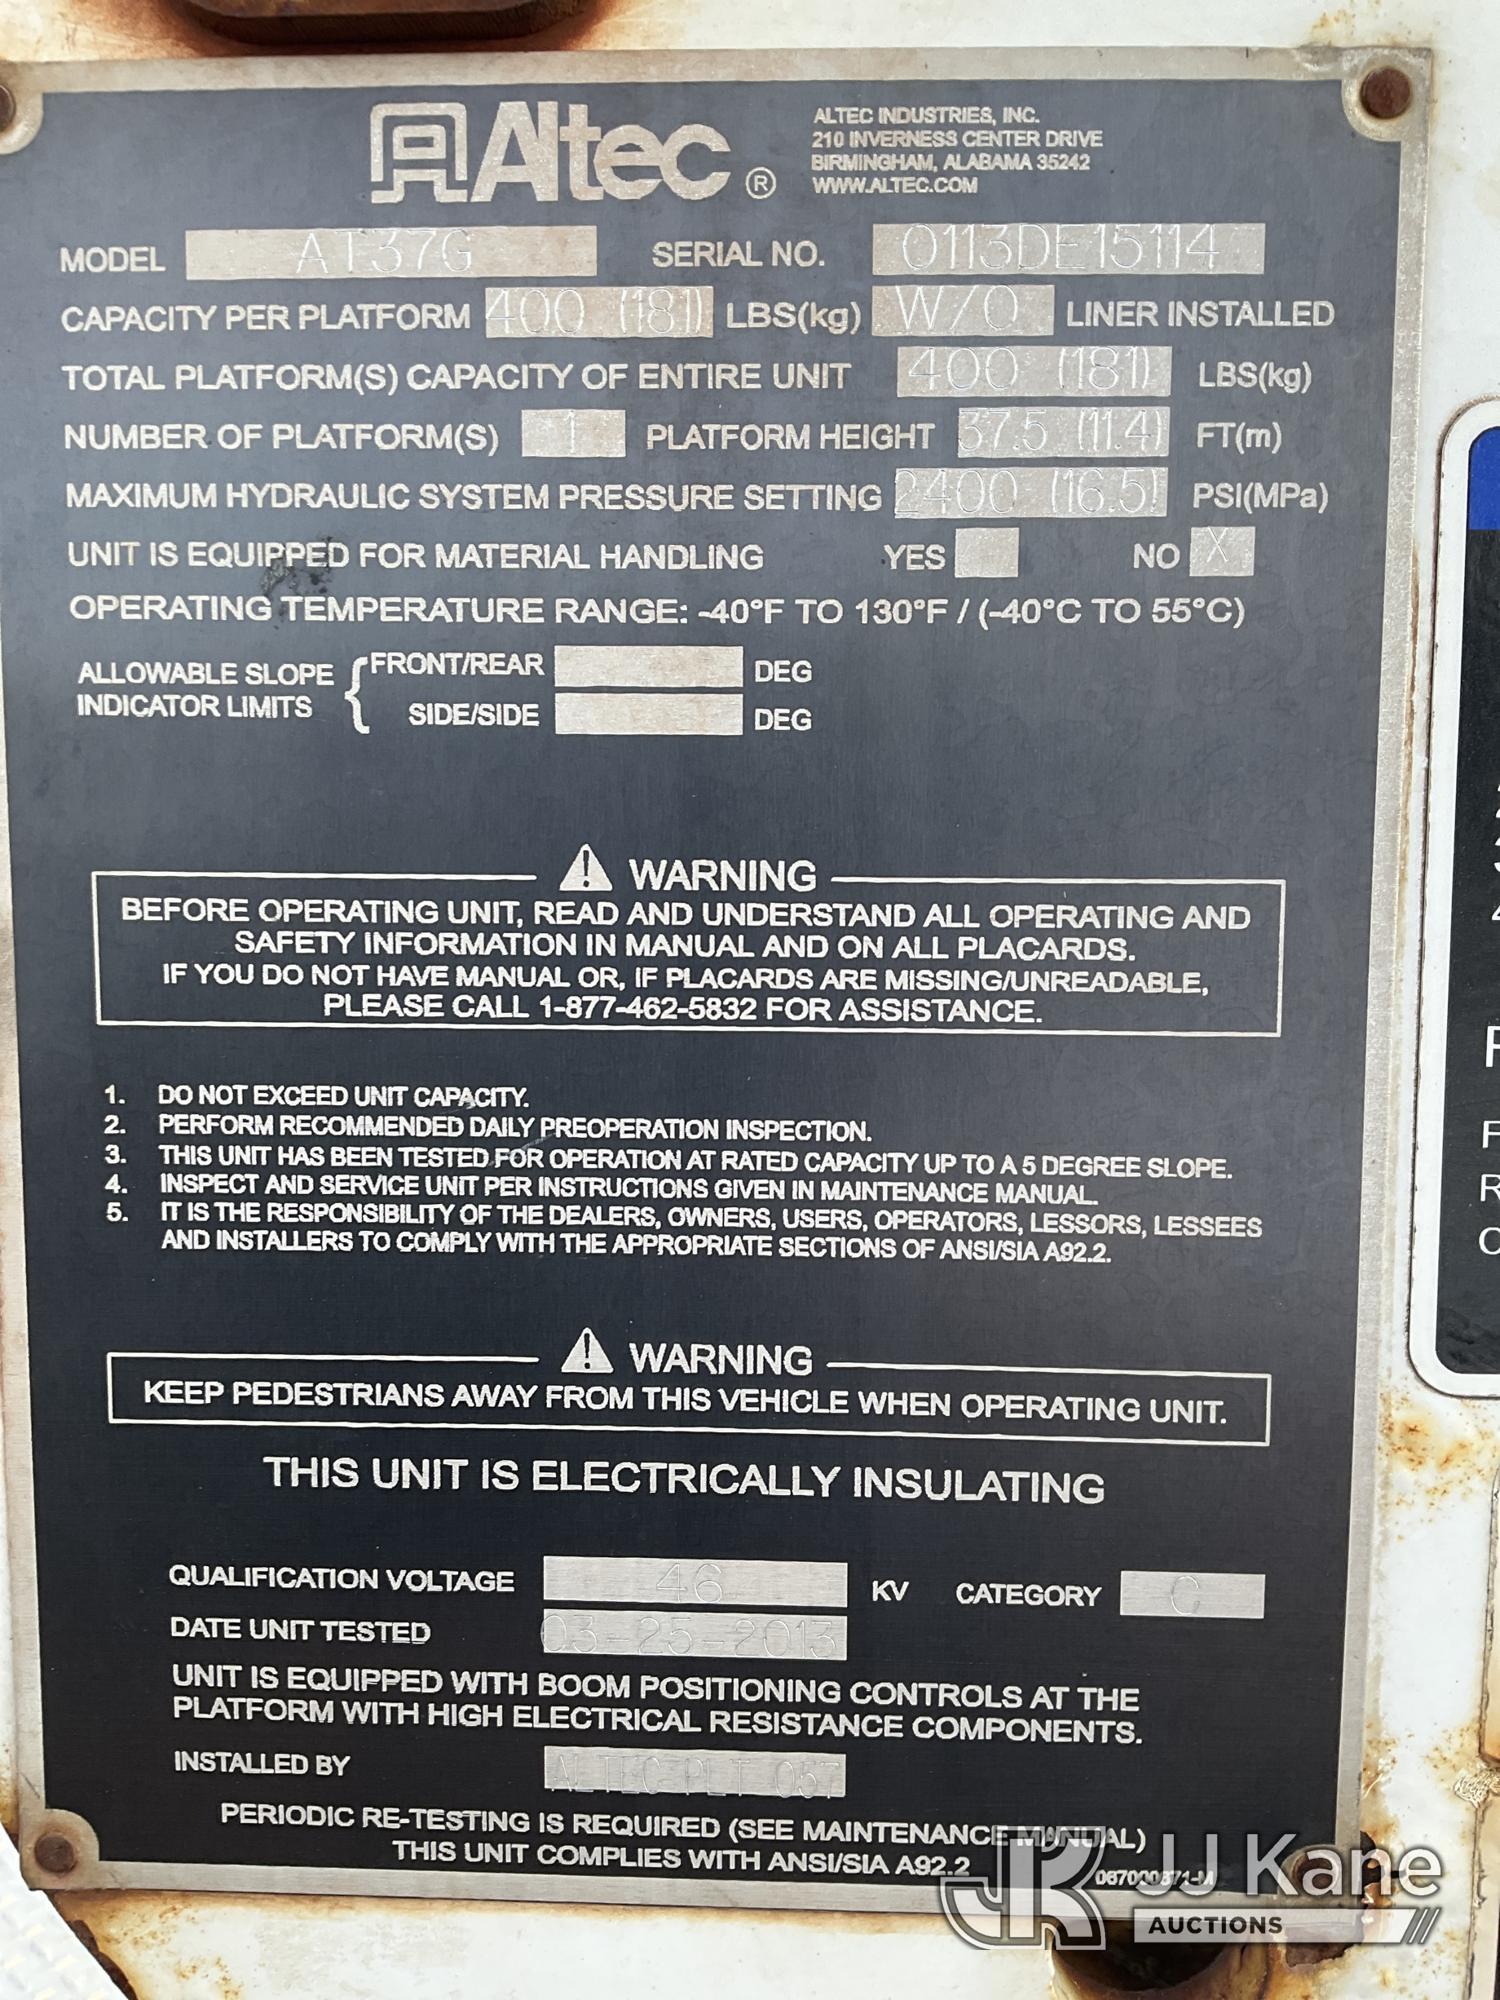 Altec ®
ALTEC INDUSTRIES, INC.
210 INVERNESS CENTER DRIVE
BIRMINGHAM, ALABAMA 35242
WWW.ALTEC.COM
MODEL AT37G SERIAL NO. 0113DE15114
CAPACITY PER PLATFORM 400 (181) LBS(kg) W/O LINER INSTALLED
TOTAL PLATFORM(S) CAPACITY OF ENTIRE UNIT 400 (181) LBS(kg)
NUMBER OF PLATFORM(S) 1 PLATFORM HEIGHT 37.5 (11.4) FT(m)
MAXIMUM HYDRAULIC SYSTEM PRESSURE SETTING 2400 (16.5) PSI(MPa)
UNIT IS EQUIPPED FOR MATERIAL HANDLING YES NO X
OPERATING TEMPERATURE RANGE: -40°F TO 130°F / (-40°C TO 55°C)
ALLOWABLE SLOPE INDICATOR LIMITS { FRONT/REAR DEG
SIDE/SIDE DEG
WARNING
BEFORE OPERATING UNIT, READ AND UNDERSTAND ALL OPERATING AND
SAFETY INFORMATION IN MANUAL AND ON ALL PLACARDS.
IF YOU DO NOT HAVE MANUAL OR, IF PLACARDS ARE MISSING/UNREADABLE,
PLEASE CALL 1-877-462-5832 FOR ASSISTANCE.
1. DO NOT EXCEED UNIT CAPACITY.
2. PERFORM RECOMMENDED DAILY PREOPERATION INSPECTION.
3. THIS UNIT HAS BEEN TESTED FOR OPERATION AT RATED CAPACITY UP TO A 5 DEGREE SLOPE.
4. INSPECT AND SERVICE UNIT PER INSTRUCTIONS GIVEN IN MAINTENANCE MANUAL.
5. IT IS THE RESPONSIBILITY OF THE DEALERS, OWNERS, USERS, OPERATORS, LESSORS, LESSEES
AND INSTALLERS TO COMPLY WITH THE APPROPRIATE SECTIONS OF ANSI/SIA A92.2.
WARNING
KEEP PEDESTRIANS AWAY FROM THIS VEHICLE WHEN OPERATING UNIT.
THIS UNIT IS ELECTRICALLY INSULATING
QUALIFICATION VOLTAGE 46 KV CATEGORY C
DATE UNIT TESTED 03-25-2013
UNIT IS EQUIPPED WITH BOOM POSITIONING CONTROLS AT THE
PLATFORM WITH HIGH ELECTRICAL RESISTANCE COMPONENTS.
INSTALLED BY ALTEC PLT 057
PERIODIC RE-TESTING IS REQUIRED (SEE MAINTENANCE MANUAL)
THIS UNIT COMPLIES WITH ANSI/SIA A92.2
JJ Kane
AUCTIONS